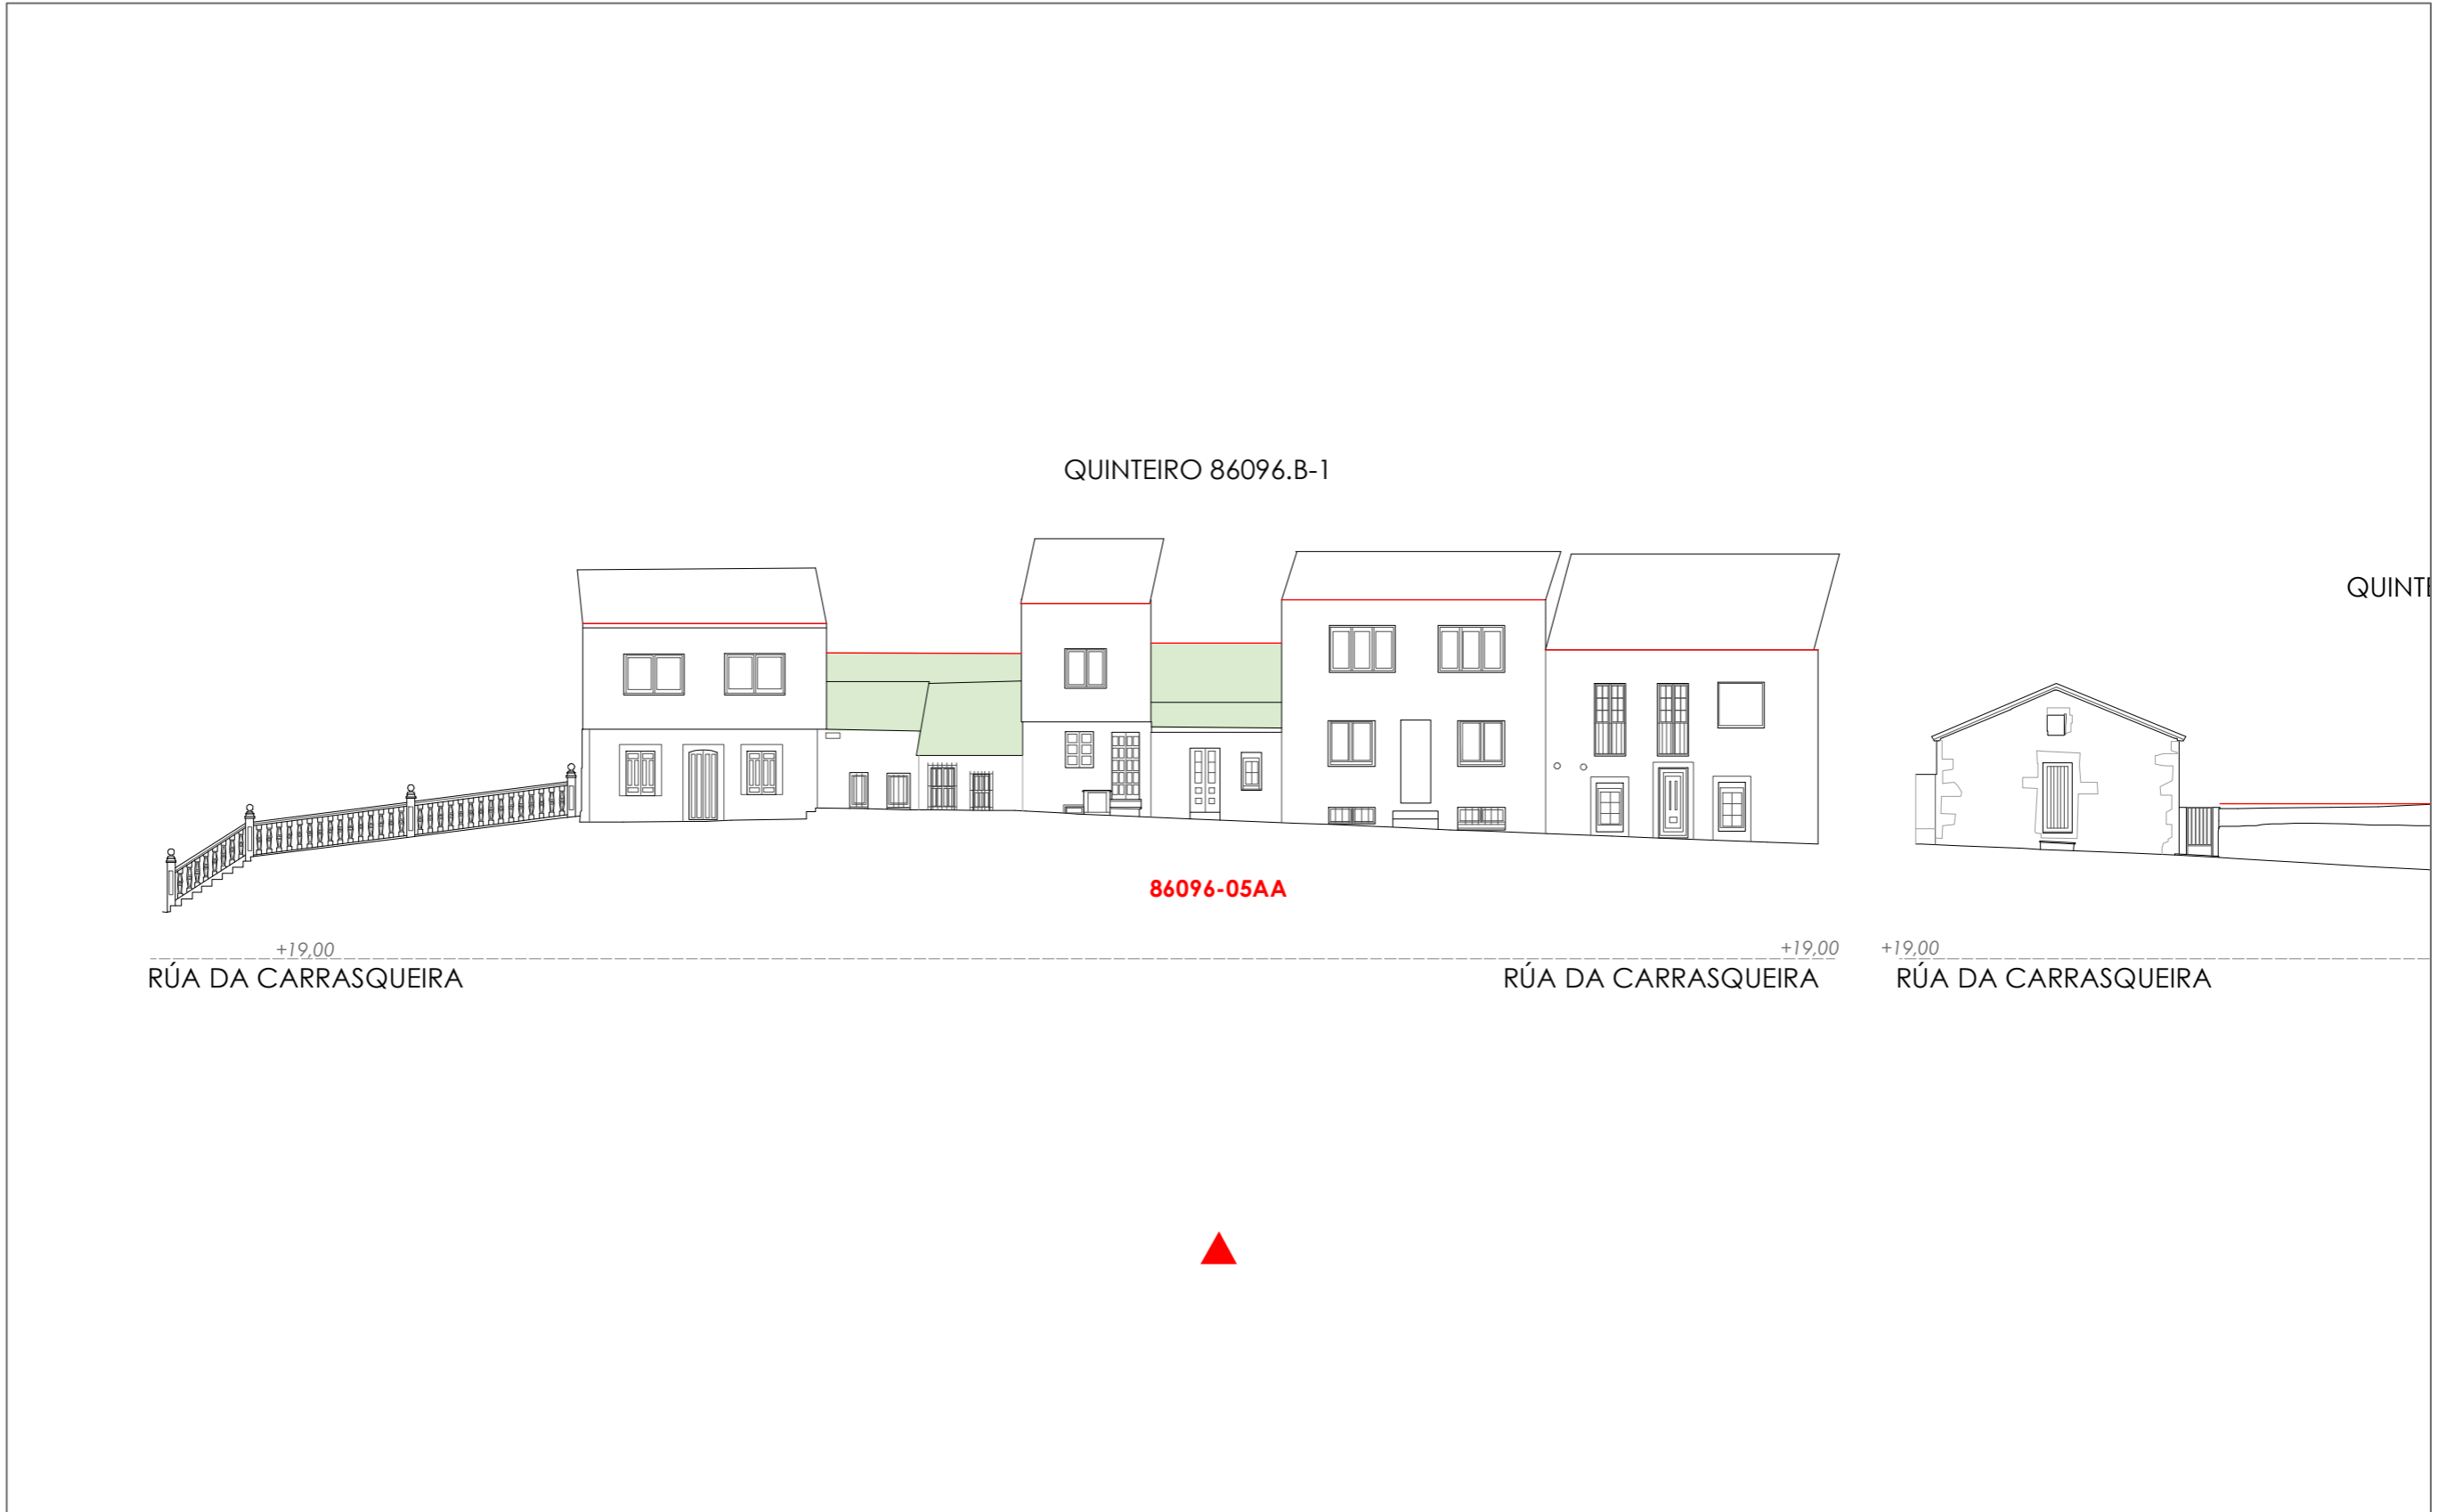 QUINTEIRO 86096.B-1
QUINTE
86096-05AA
+19,00
+19,00
+19,00
RÚA DA CARRASQUEIRA
RÚA DA CARRASQUEIRA
RÚA DA CARRASQUEIRA